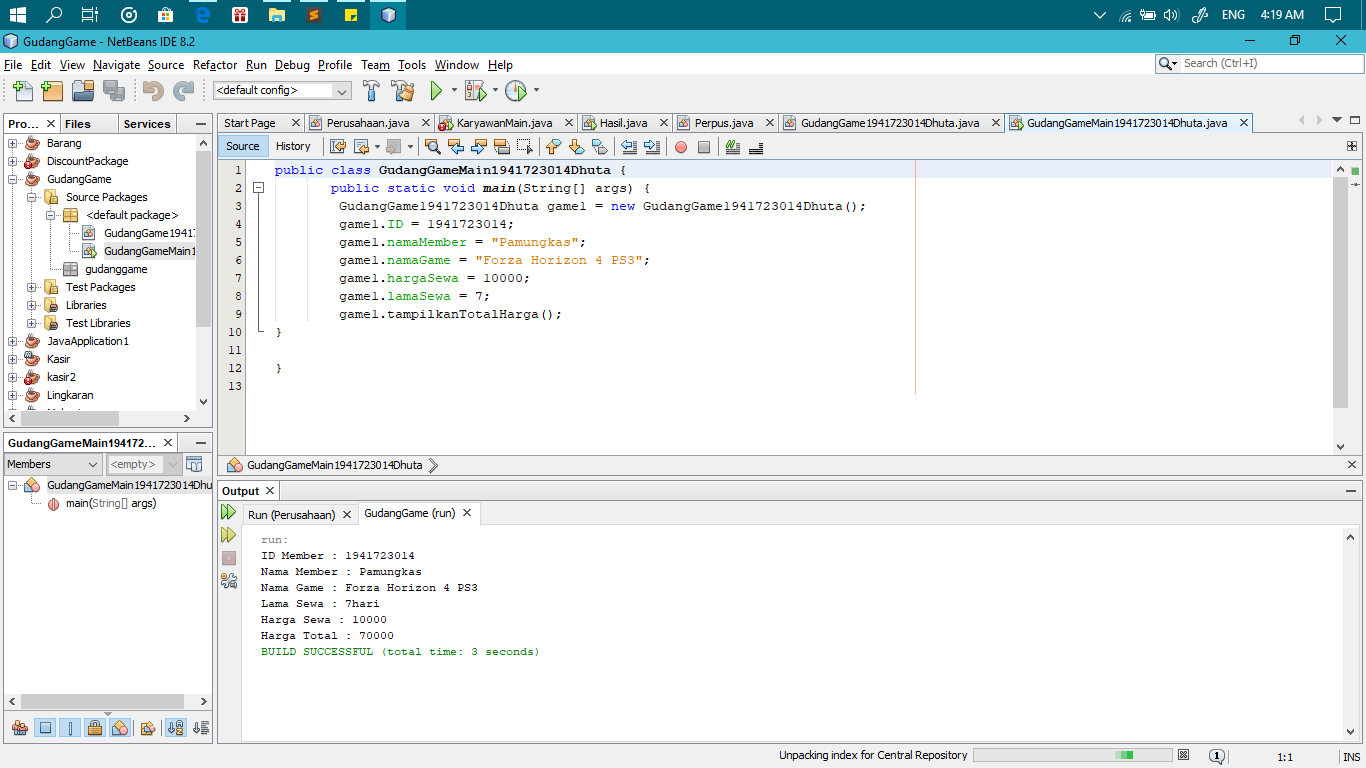 ENG 4:19 AM
GudangGame - NetBeans IDE 8.2
File Edit View Navigate Source Refactor Run Debug Profile Team Tools Window Help
Search (Ctrl+I)
<default config>
Pro... Files Services
Barang
DiscountPackage
GudangGame
Source Packages
<default package>
GudangGame1941
GudangGameMain1
gudanggame
Test Packages
Libraries
Test Libraries
JavaApplication1
Kasir
kasir2
Lingkaran
Start Page Perusahaan.java KaryawanMain.java Hasil.java Perpus.java GudangGame1941723014Dhuta.java GudangGameMain1941723014Dhuta.java
Source History
1 public class GudangGameMain1941723014Dhuta {
2 public static void main(String[] args) {
3 GudangGame1941723014Dhuta game1 = new GudangGame1941723014Dhuta();
4 game1.ID = 1941723014;
5 game1.namaMember = "Pamungkas";
6 game1.namaGame = "Forza Horizon 4 PS3";
7 game1.hargaSewa = 10000;
8 game1.lamaSewa = 7;
9 game1.tampilkanTotalHarga();
10 }
11
12 }
13
GudangGameMain1941723014Dhuta
GudangGameMain194172...
Members <empty>
GudangGameMain1941723014Dhu
main(String[] args)
Output
Run (Perusahaan) GudangGame (run)
run:
ID Member : 1941723014
Nama Member : Pamungkas
Nama Game : Forza Horizon 4 PS3
Lama Sewa : 7hari
Harga Sewa : 10000
Harga Total : 70000
BUILD SUCCESSFUL (total time: 3 seconds)
Unpacking index for Central Repository 1 1:1 INS